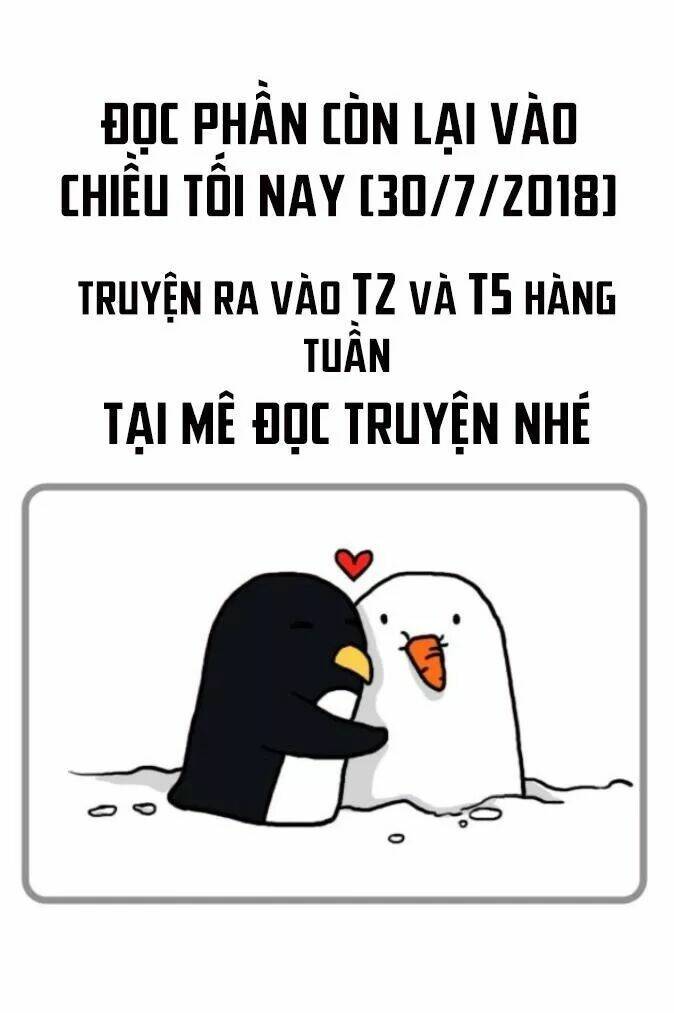 ĐỌC PHẦN CÒN LẠI VÀO
CHIỀU TỐI NAY (30/7/2018)
TRUYỆN RA VÀO T2 VÀ T5 HÀNG
TUẦN
TẠI MÊ ĐỌC TRUYỆN NHÉ